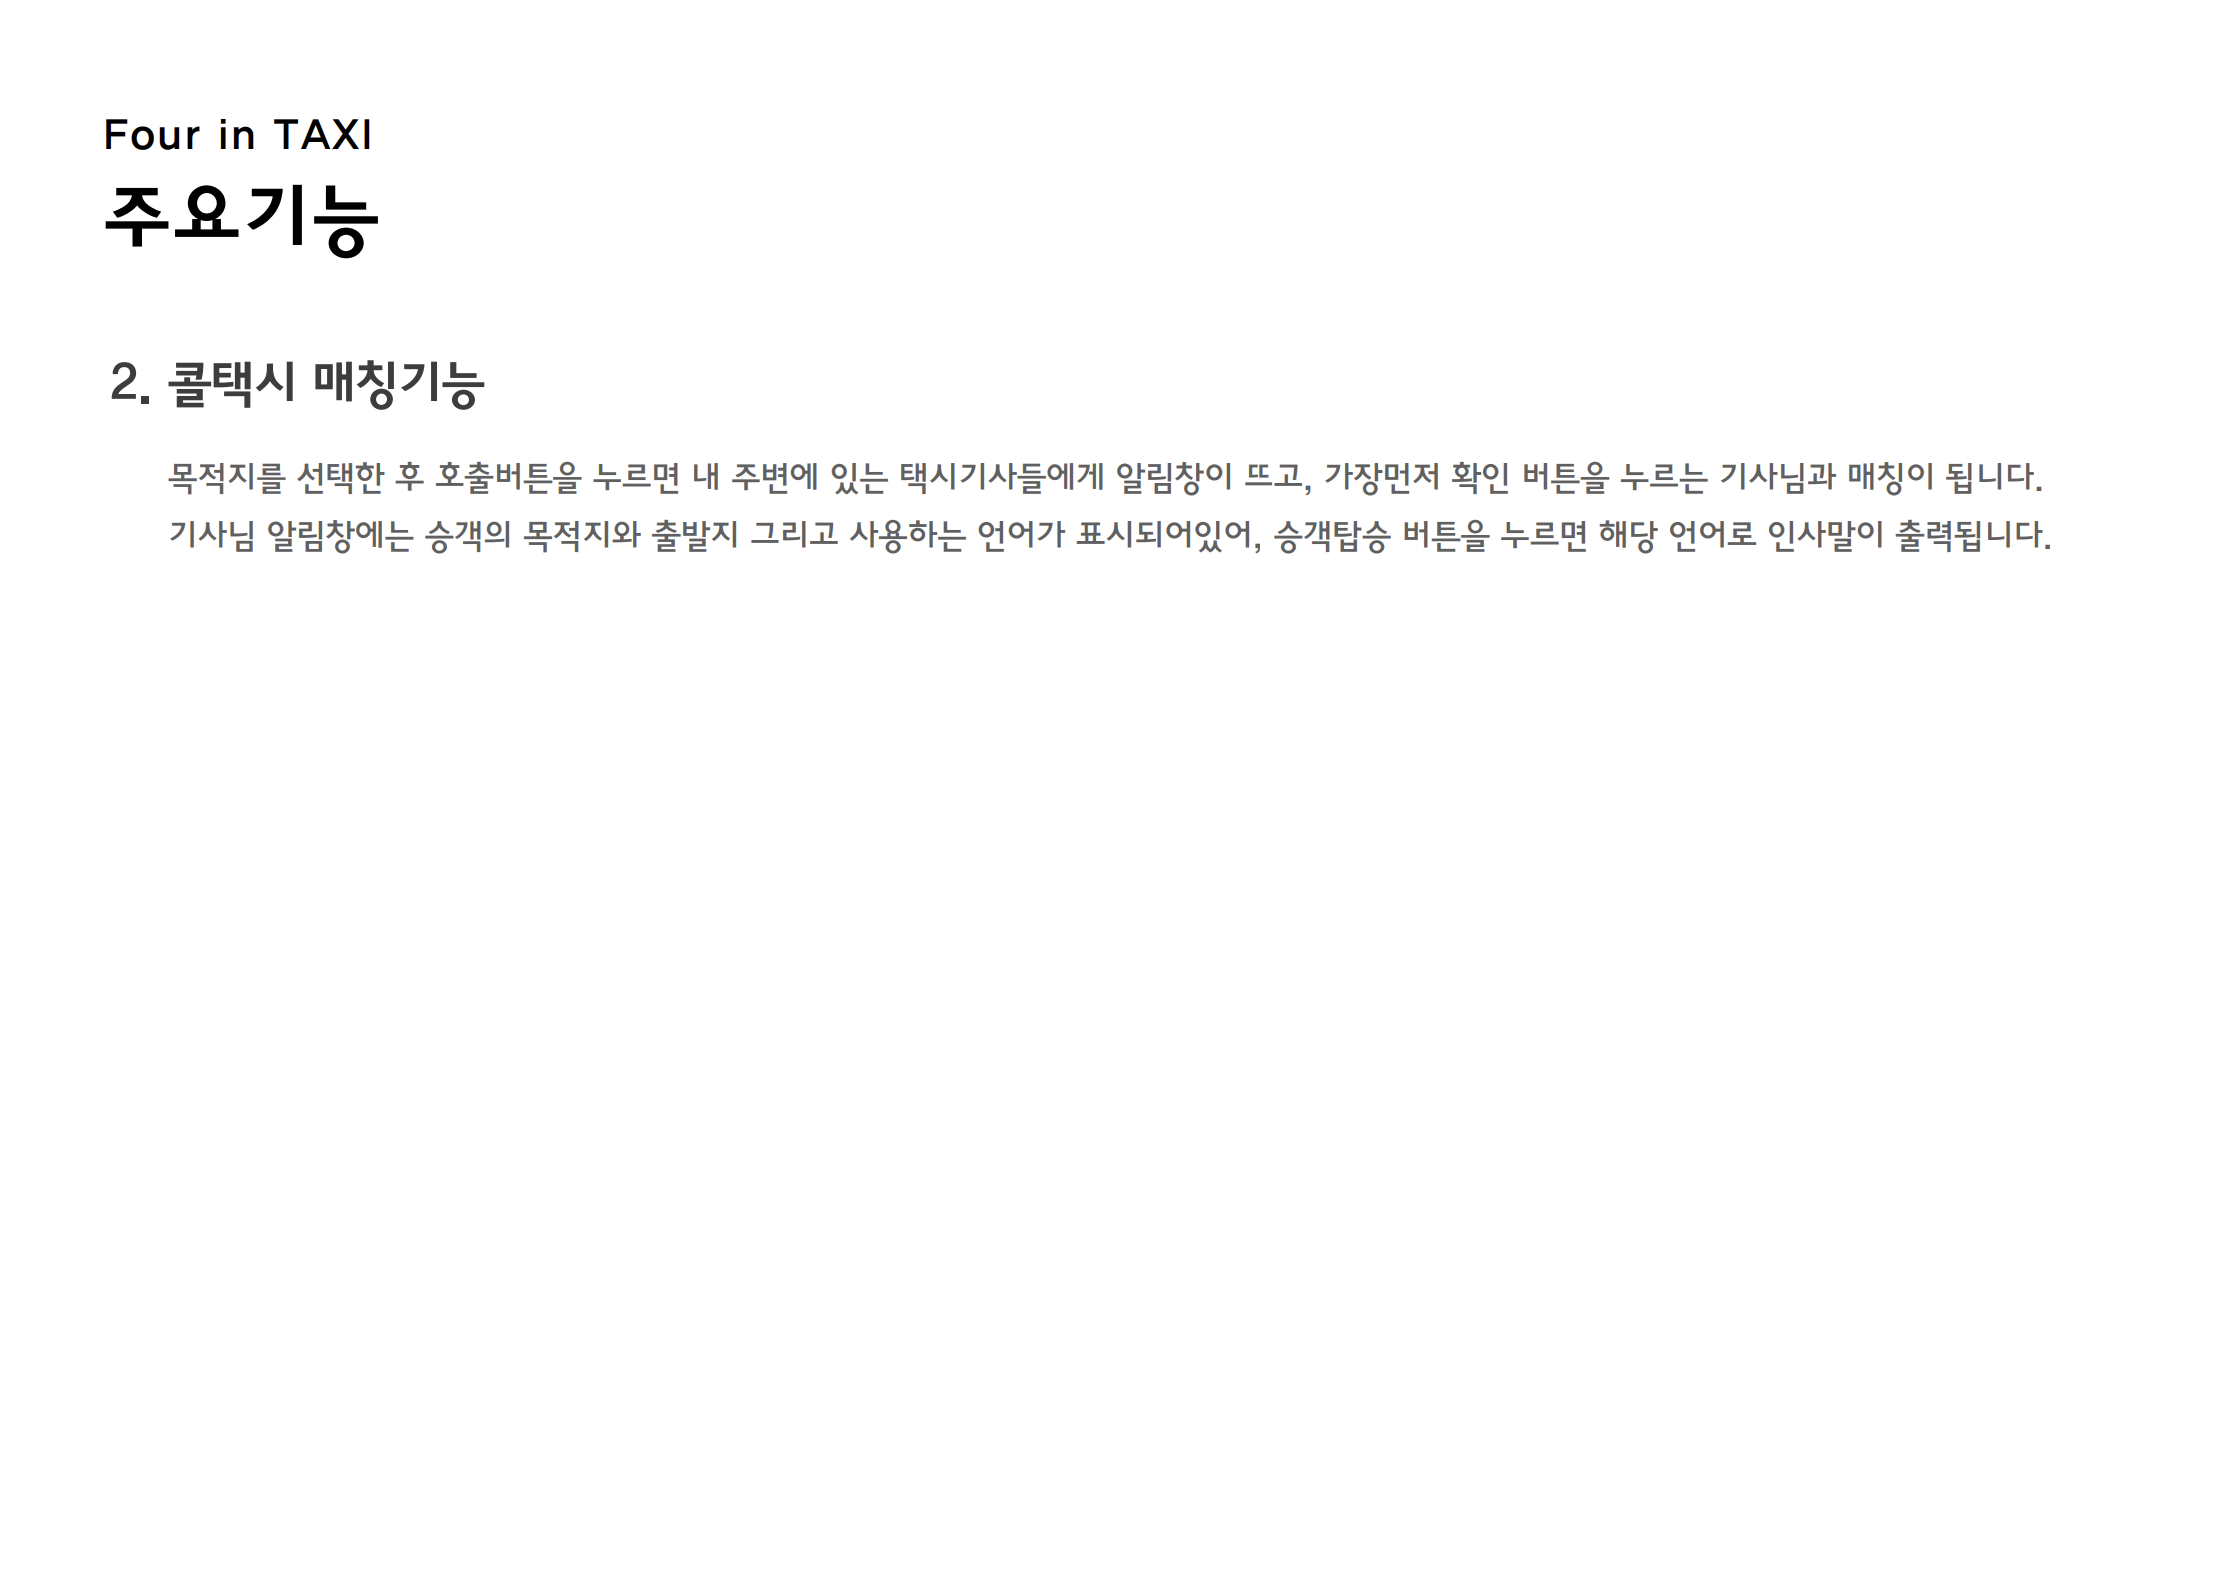 Four in TAXI
주요기능
2. 콜택시 매칭기능
목적지를 선택한 후 호출버튼을 누르면 내 주변에 있는 택시기사들에게 알림창이 뜨고, 가장먼저 확인 버튼을 누르는 기사님과 매칭이 됩니다.
기사님 알림창에는 승객의 목적지와 출발지 그리고 사용하는 언어가 표시되어있어, 승객탑승 버튼을 누르면 해당 언어로 인사말이 출력됩니다.